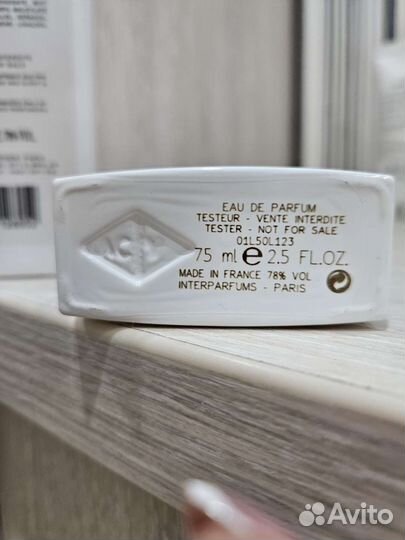 EAU DE PARFUM
TESTEUR - VENTE INTERDITE
TESTER - NOT FOR SALE
01L50L123
75 ml e 2.5 FL.OZ.
MADE IN FRANCE 78% VOL
INTERPARFUMS - PARIS
Avito